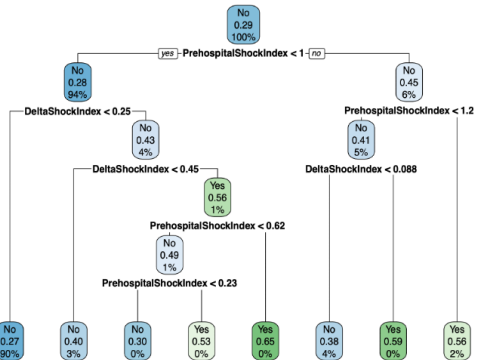 No
0.29
100%
yes PrehospitalShockIndex < 1 no
No
0.28
94%
No
0.45
6%
DeltaShockIndex < 0.25
PrehospitalShockIndex < 1.2
No
0.43
4%
No
0.41
5%
DeltaShockIndex < 0.45
DeltaShockIndex < 0.088
Yes
0.56
1%
PrehospitalShockIndex < 0.62
No
0.49
1%
PrehospitalShockIndex < 0.23
No
0.27
90%
No
0.40
3%
No
0.30
0%
Yes
0.53
0%
Yes
0.65
0%
No
0.38
4%
Yes
0.59
0%
Yes
0.56
2%